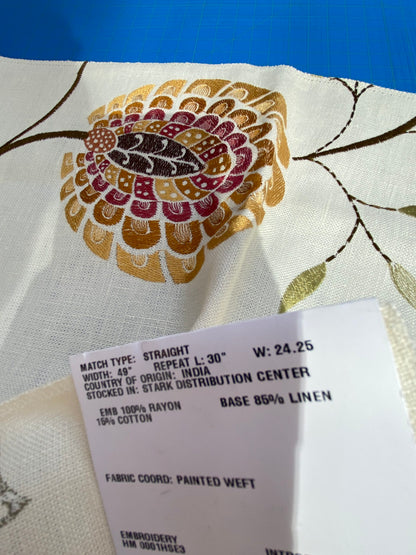 MATCH TYPE: STRAIGHT
WIDTH: 49" REPEAT L: 30" W: 24.25
COUNTRY OF ORIGIN: INDIA
STOCKED IN: STARK DISTRIBUTION CENTER
EMB 100% RAYON BASE 85% LINEN
15% COTTON
FABRIC COORD: PAINTED WEFT
EMBROIDERY
HM 0001HSE3